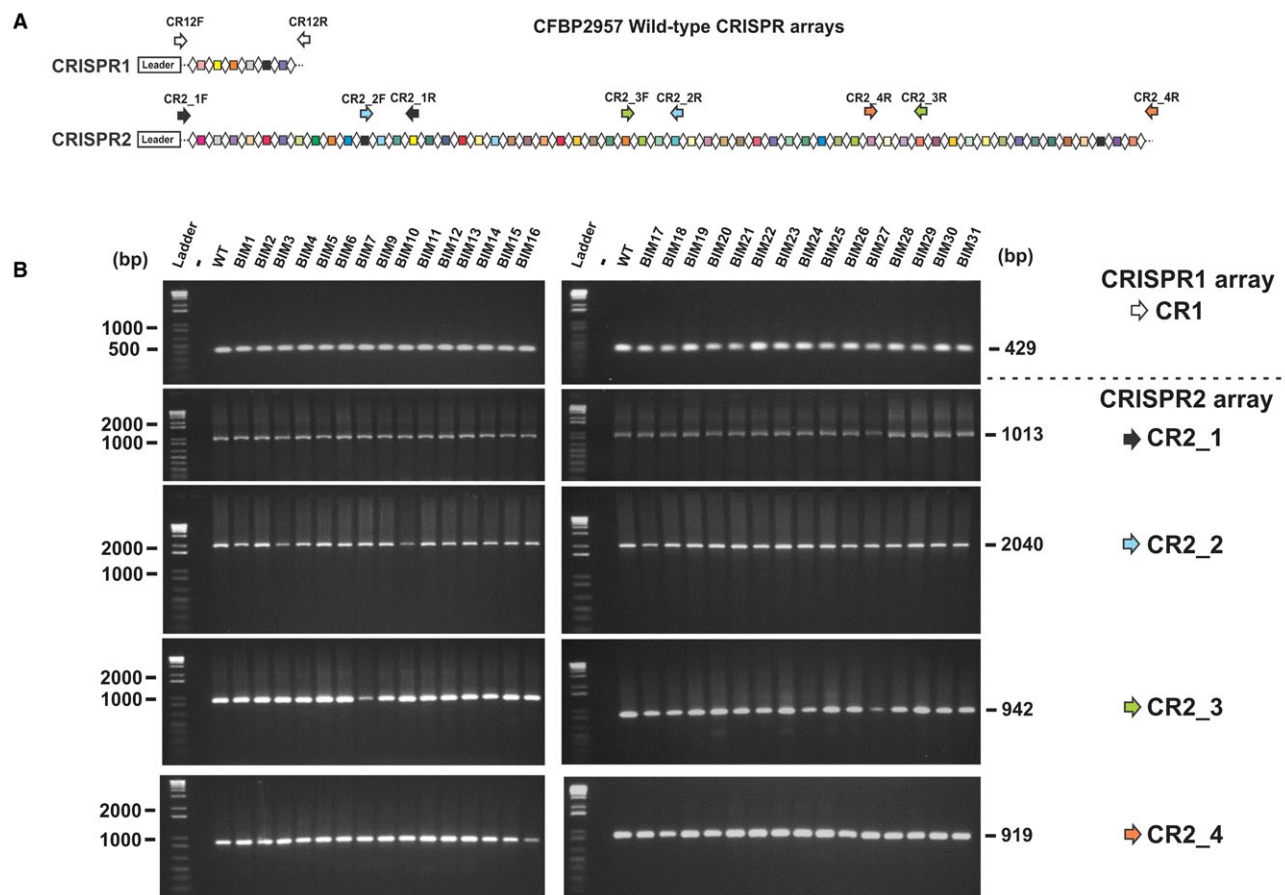 A
CFBP2957 Wild-type CRISPR arrays
CR12F CR12R
CRISPR1 Leader
CR2_1F CR2_2F CR2_1R CR2_3F CR2_2R CR2_4R CR2_3R CR2_4R
CRISPR2 Leader
B
(bp) Ladder - WT BIM1 BIM2 BIM3 BIM4 BIM5 BIM6 BIM7 BIM9 BIM10 BIM11 BIM12 BIM13 BIM14 BIM15 BIM16
Ladder - WT BIM17 BIM18 BIM19 BIM20 BIM21 BIM22 BIM23 BIM24 BIM25 BIM26 BIM27 BIM28 BIM29 BIM30 BIM31 (bp)
CRISPR1 array
CR1
1000
500
429
CRISPR2 array
2000
1000
1013
CR2_1
2000
1000
2040
CR2_2
2000
1000
942
CR2_3
2000
1000
919
CR2_4